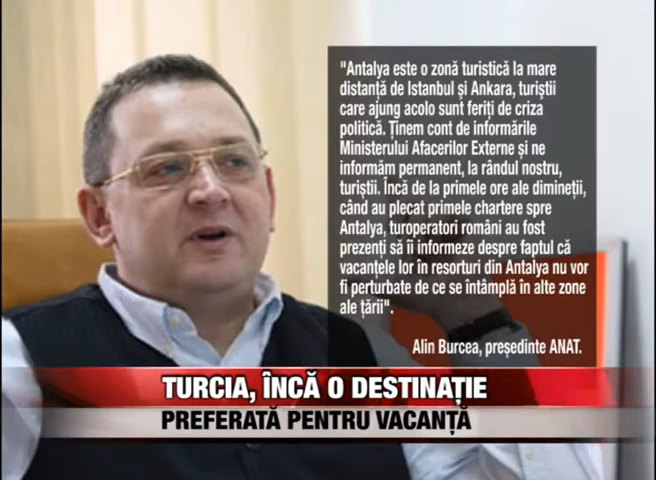 "Antalya este o zonă turistică la mare
distanță de Istanbul și Ankara, turiștii
care ajung acolo sunt feriți de criza
politică. Ținem cont de informările
Ministerului Afacerilor Externe și ne
informăm permanent, la rândul nostru,
turiștii. Încă de la primele ore ale dimineții,
când au plecat primele chartere spre
Antalya, turoperatori români au fost
prezenți să îi informeze despre faptul că
vacanțele lor în resorturi din Antalya nu vor
fi perturbate de ce se întâmplă în alte zone
ale țării".
Alin Burcea, președinte ANAT.
TURCIA, ÎNCĂ O DESTINAȚIE
PREFERATĂ PENTRU VACANȚĂ